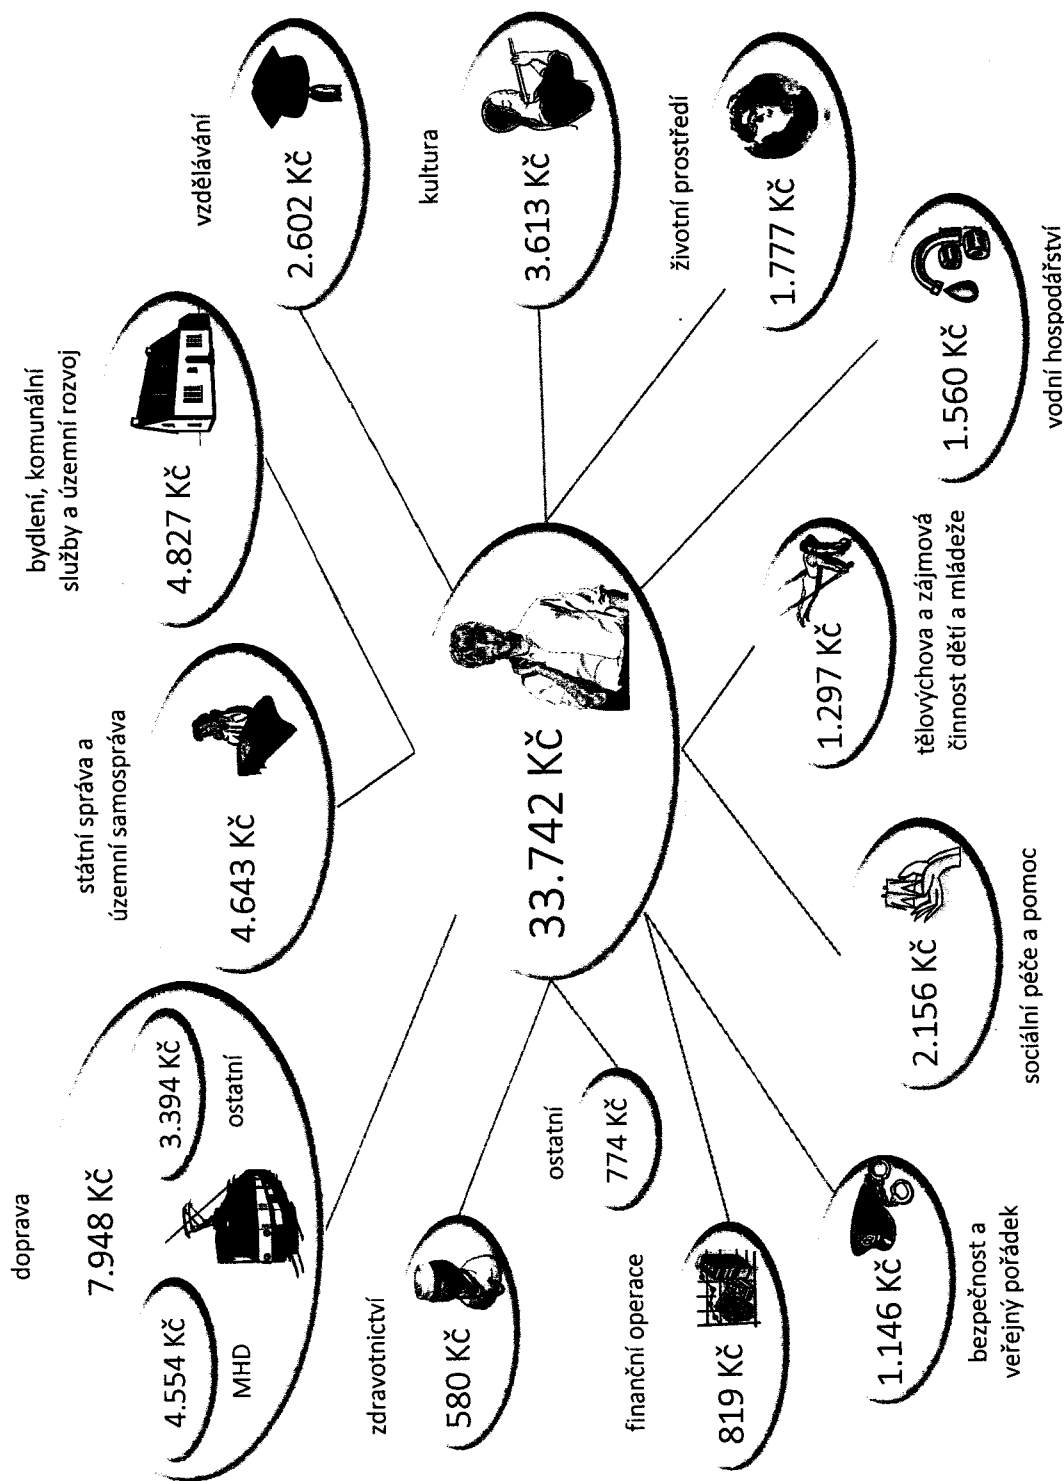 doprava
7.948 Kč
4.554 Kč
MHD
3.394 Kč
ostatní
státní správa a
územní samospráva
4.643 Kč
bydlení, komunální
služby a územní rozvoj
4.827 Kč
vzdělávání
2.602 Kč
zdravotnictví
580 Kč
kultura
3.613 Kč
33.742 Kč
ostatní
774 Kč
finanční operace
819 Kč
životní prostředí
1.777 Kč
bezpečnost a
veřejný pořádek
1.146 Kč
2.156 Kč
sociální péče a pomoc
1.297 Kč
tělovýchova a zájmová
činnost dětí a mládeže
1.560 Kč
vodní hospodářství